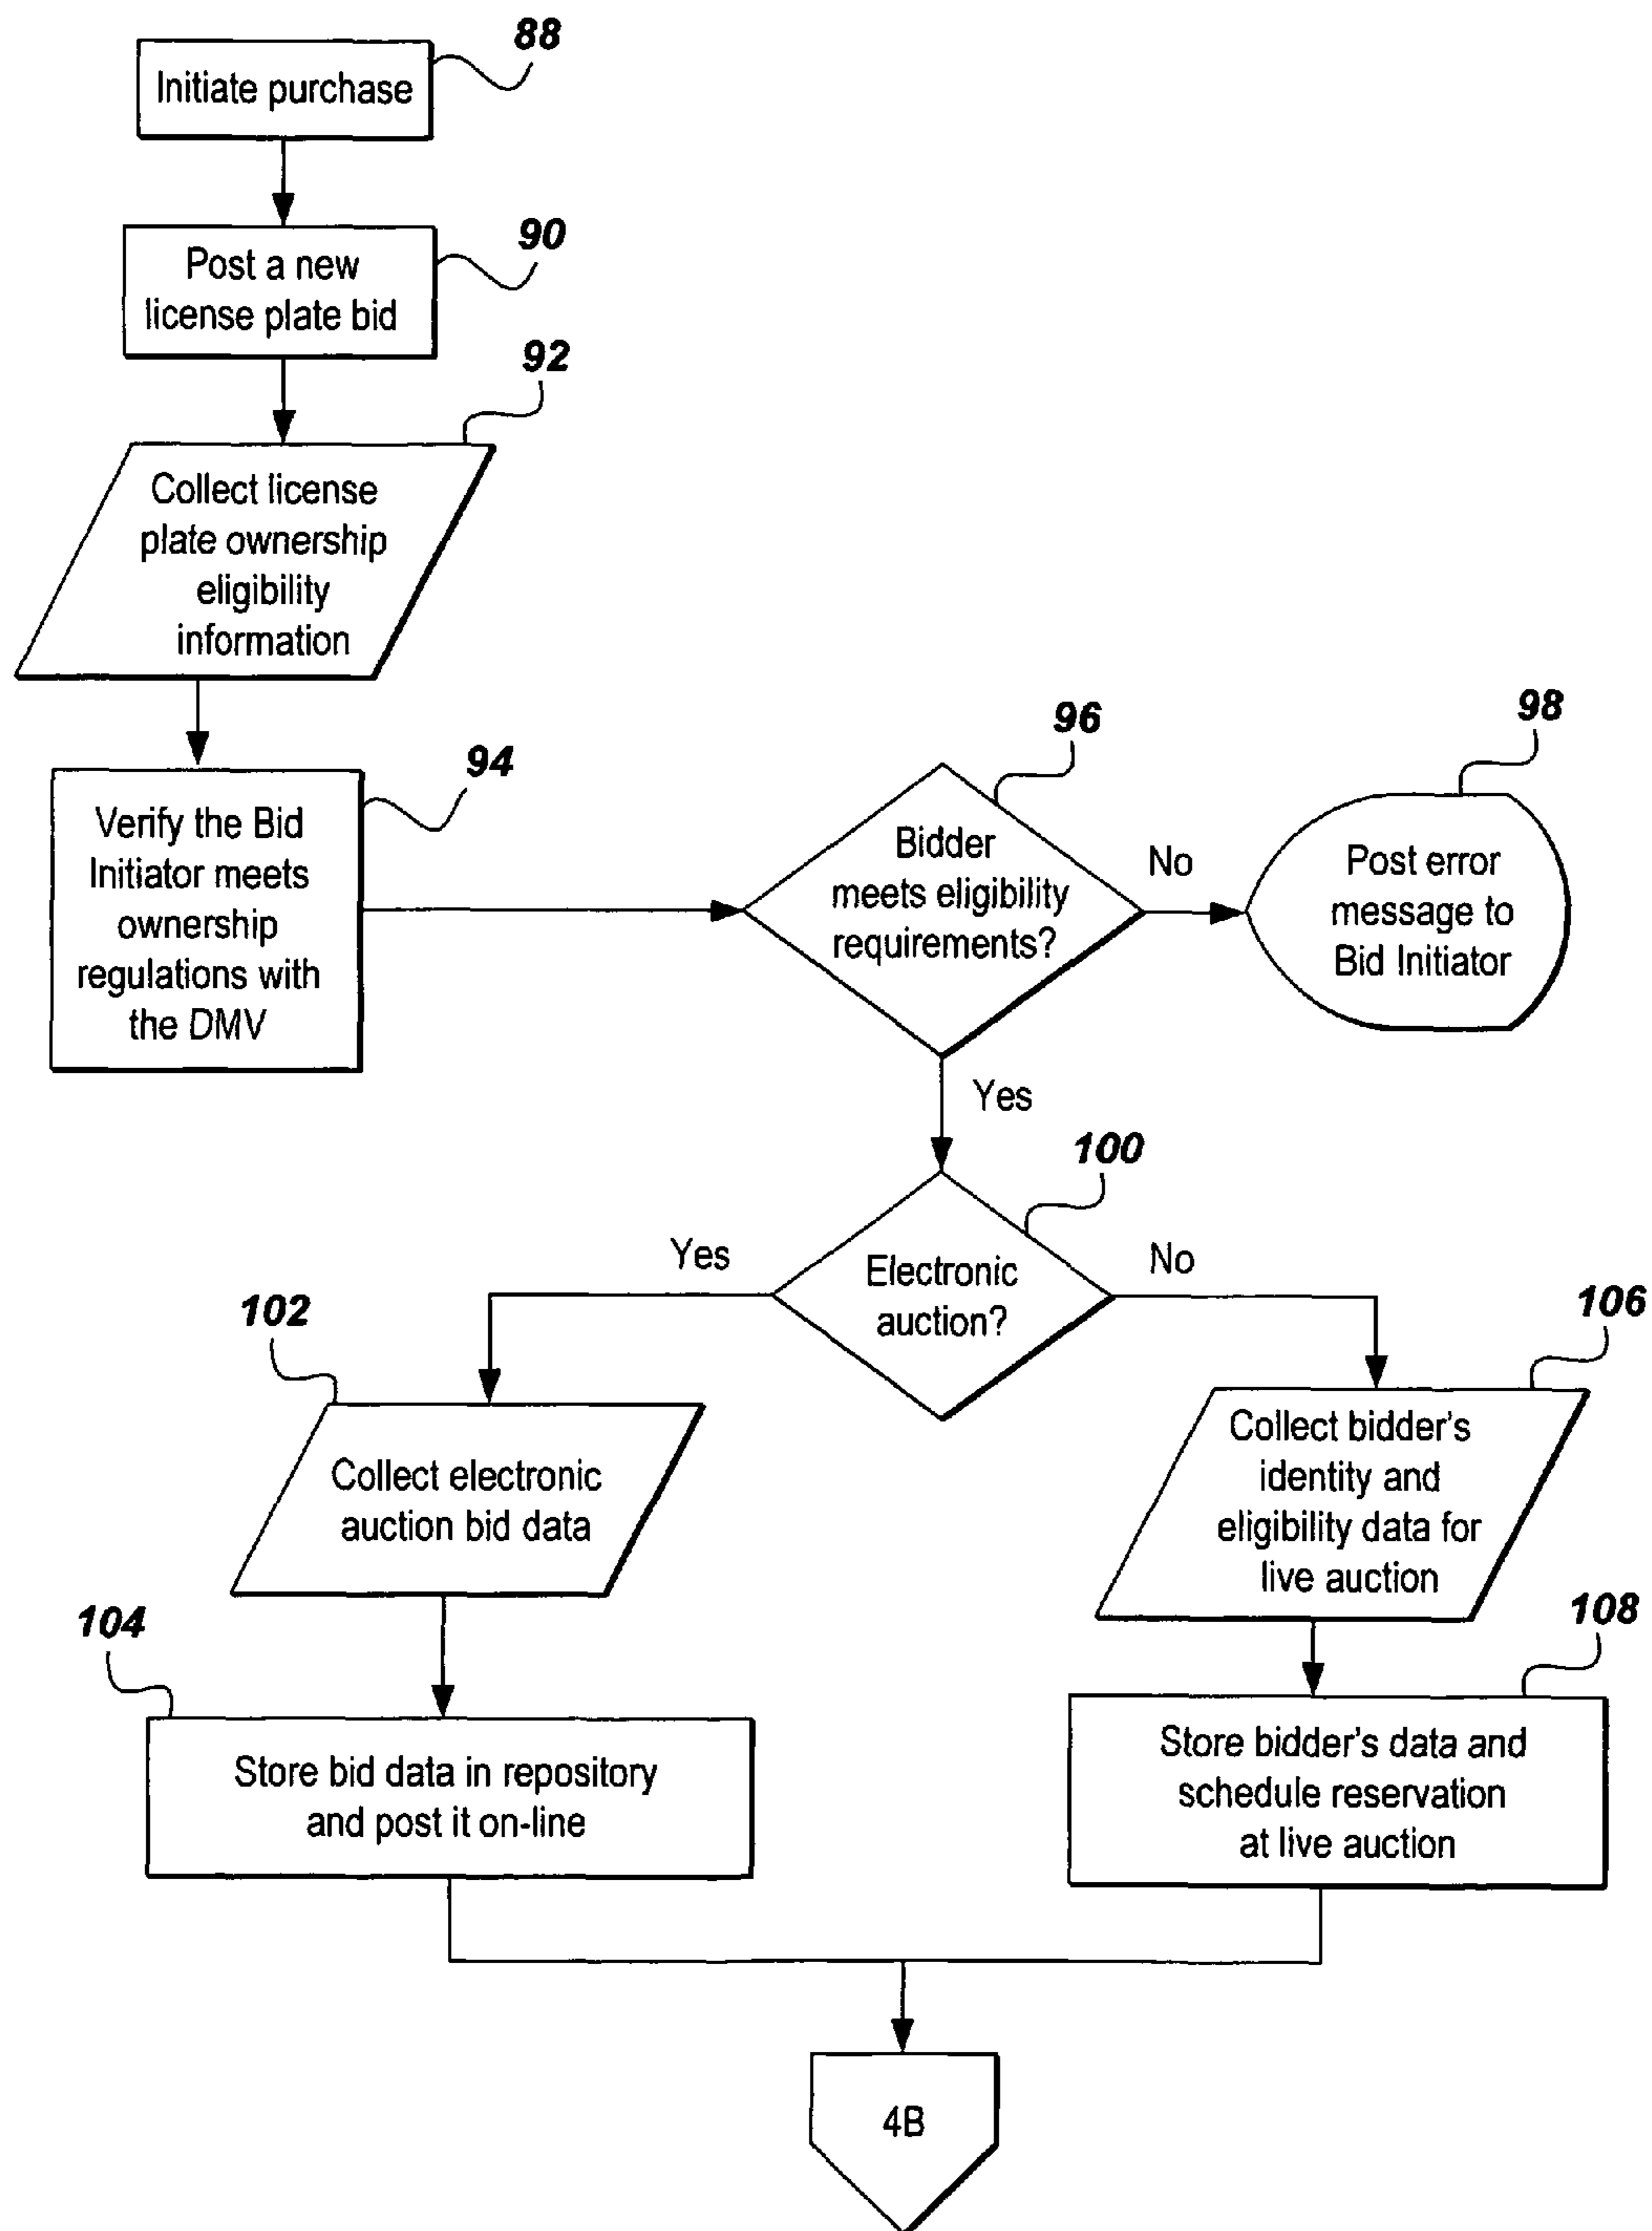 88
Initiate purchase
90
Post a new
license plate bid
92
Collect license
plate ownership
eligibility
information
94
Verify the Bid
Initiator meets
ownership
regulations with
the DMV
96
Bidder
meets eligibility
requirements?
No
98
Post error
message to
Bid Initiator
Yes
100
Electronic
auction?
Yes
No
102
Collect electronic
auction bid data
106
Collect bidder's
identity and
eligibility data for
live auction
104
Store bid data in repository
and post it on-line
108
Store bidder's data and
schedule reservation
at live auction
4B